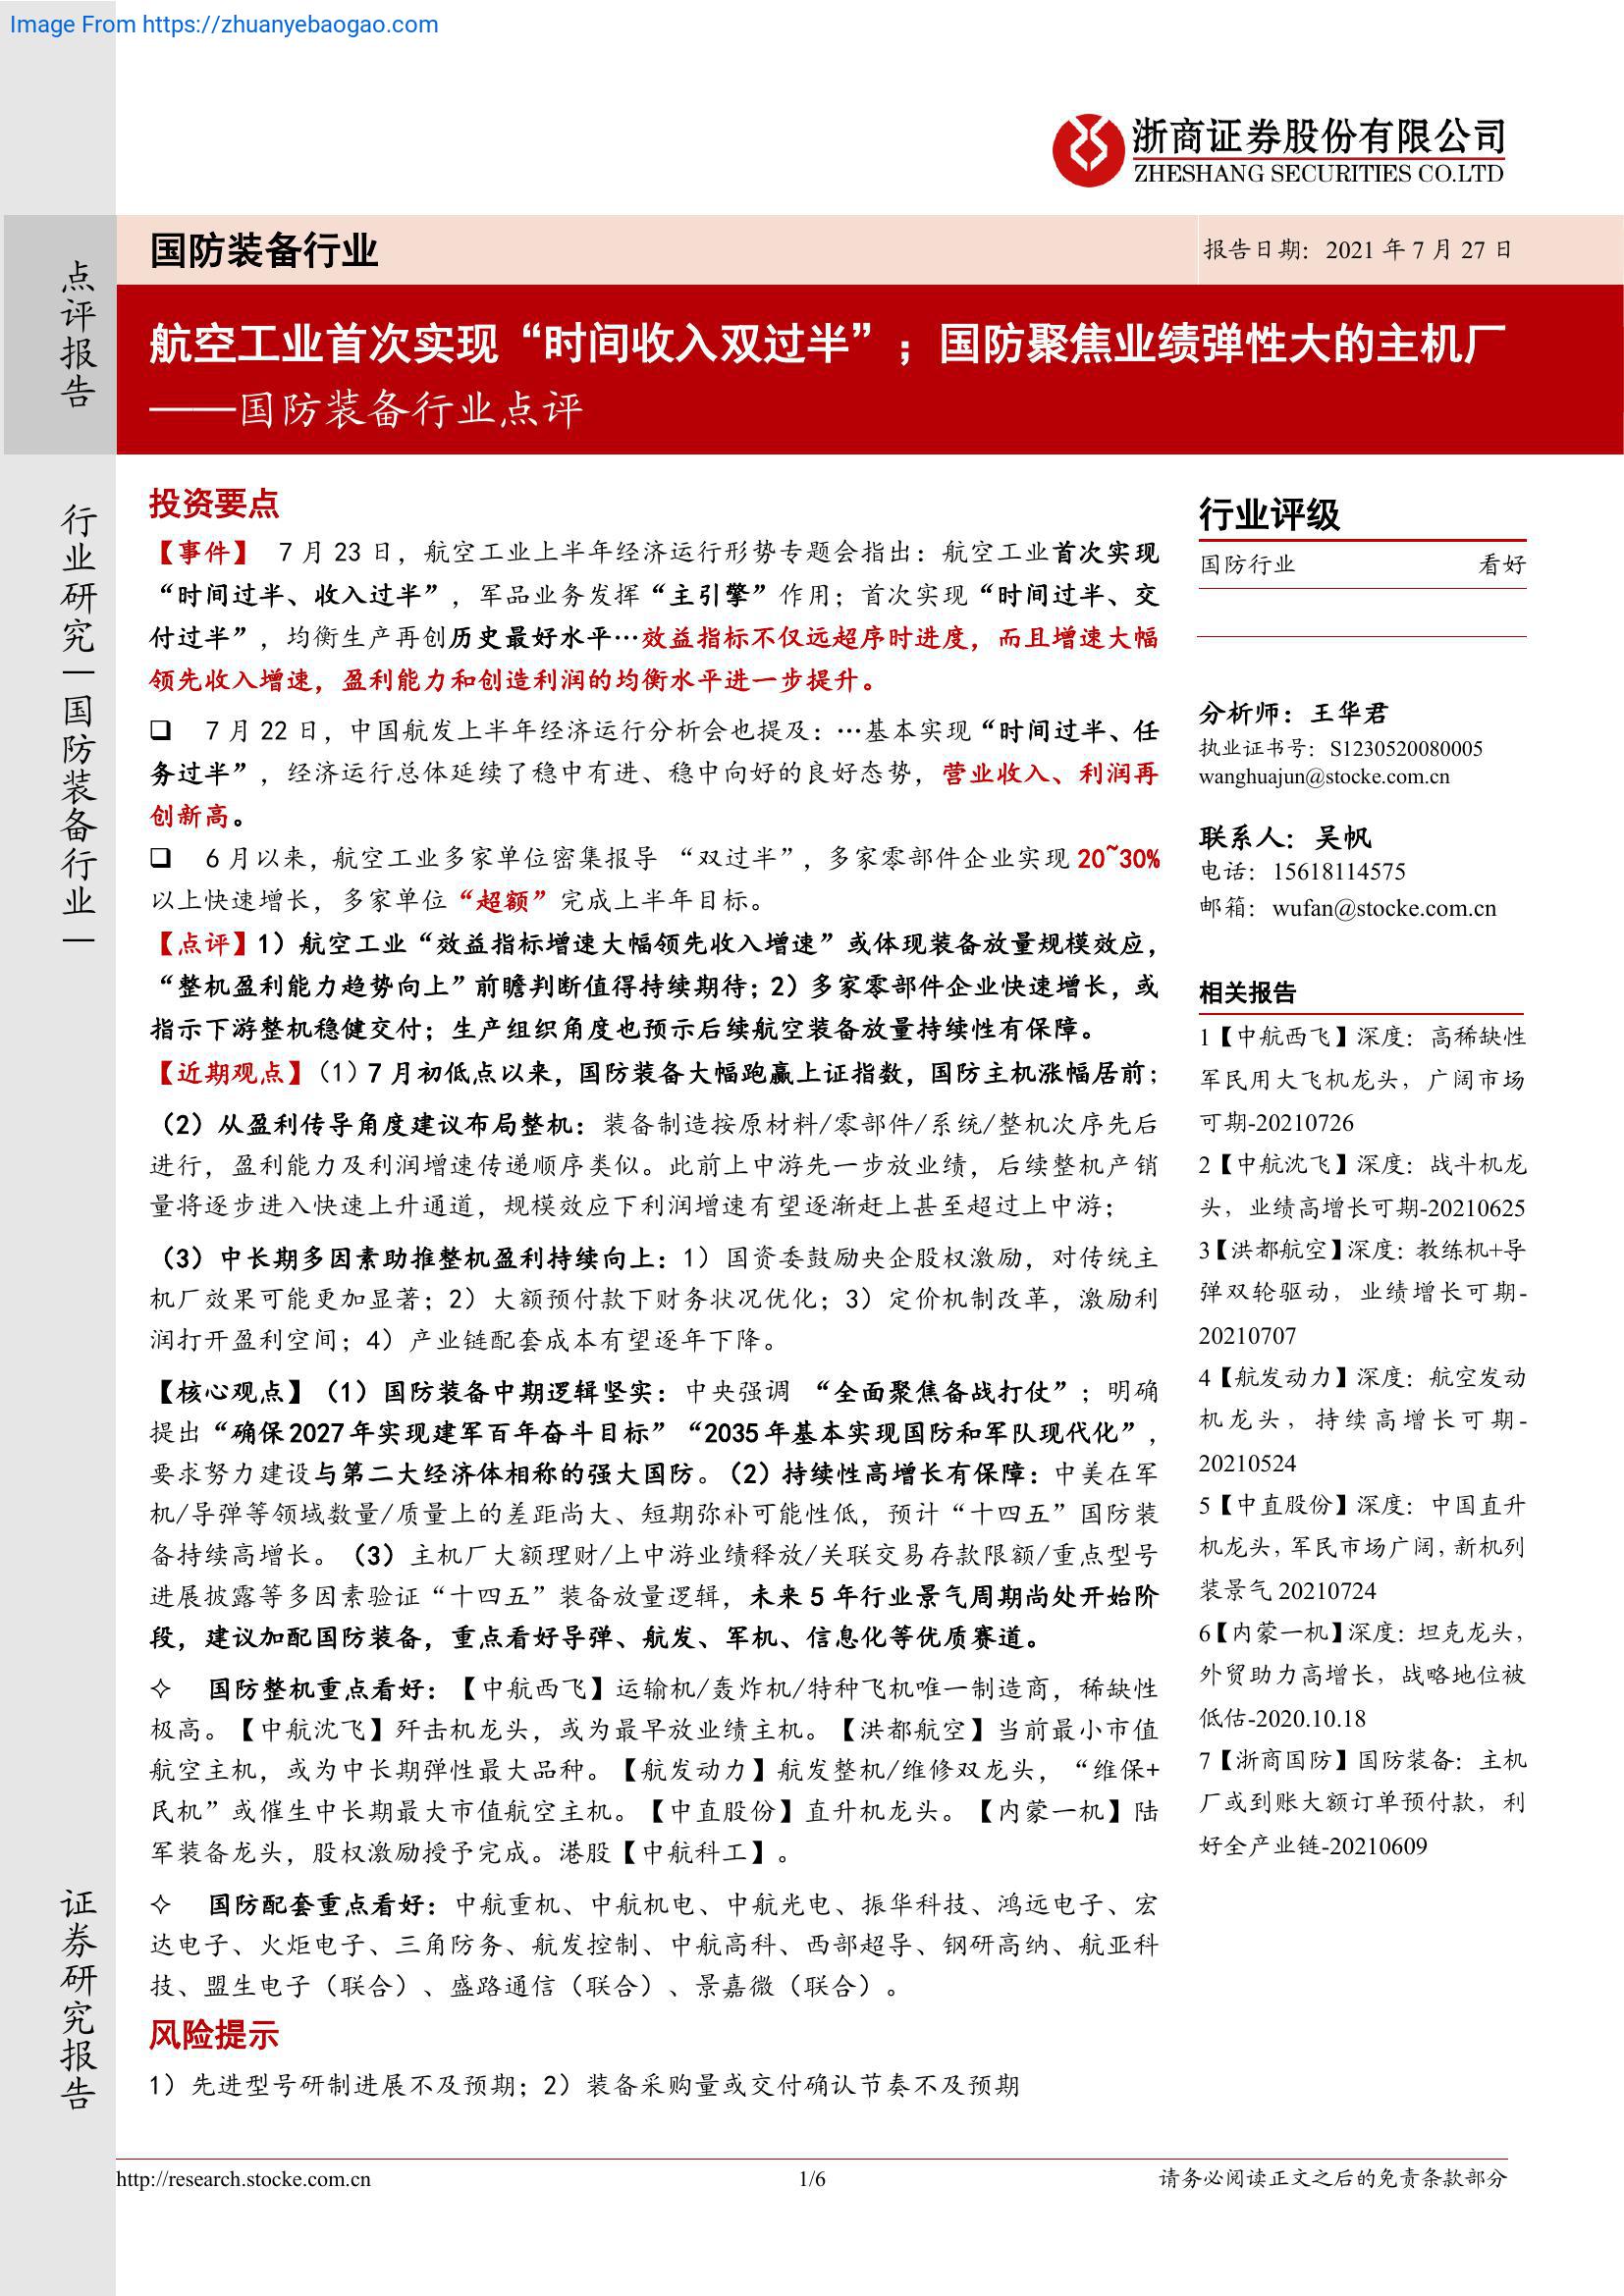 Image From https://zhuanyebaogao.com
浙商证券股份有限公司
ZHESHANG SECURITIES CO.LTD
点评报告
行业研究—国防装备行业—
证券研究报告
国防装备行业
报告日期：2021 年 7 月 27 日
航空工业首次实现“时间收入双过半”；国防聚焦业绩弹性大的主机厂
——国防装备行业点评
投资要点
【事件】 7 月 23 日，航空工业上半年经济运行形势专题会指出：航空工业首次实现
“时间过半、收入过半”，军品业务发挥“主引擎”作用；首次实现“时间过半、交
付过半”，均衡生产再创历史最好水平…效益指标不仅远超序时进度，而且增速大幅
领先收入增速，盈利能力和创造利润的均衡水平进一步提升。
❑ 7 月 22 日，中国航发上半年经济运行分析会也提及：…基本实现“时间过半、任
务过半”，经济运行总体延续了稳中有进、稳中向好的良好态势，营业收入、利润再
创新高。
❑ 6 月以来，航空工业多家单位密集报导 “双过半”，多家零部件企业实现 20~30%
以上快速增长，多家单位“超额”完成上半年目标。
【点评】1）航空工业“效益指标增速大幅领先收入增速”或体现装备放量规模效应，
“整机盈利能力趋势向上”前瞻判断值得持续期待；2）多家零部件企业快速增长，或
指示下游整机稳健交付；生产组织角度也预示后续航空装备放量持续性有保障。
【近期观点】（1）7 月初低点以来，国防装备大幅跑赢上证指数，国防主机涨幅居前；
（2）从盈利传导角度建议布局整机：装备制造按原材料/零部件/系统/整机次序先后
进行，盈利能力及利润增速传递顺序类似。此前上中游先一步放业绩，后续整机产销
量将逐步进入快速上升通道，规模效应下利润增速有望逐渐赶上甚至超过上中游；
（3）中长期多因素助推整机盈利持续向上：1）国资委鼓励央企股权激励，对传统主
机厂效果可能更加显著；2）大额预付款下财务状况优化；3）定价机制改革，激励利
润打开盈利空间；4）产业链配套成本有望逐年下降。
【核心观点】（1）国防装备中期逻辑坚实：中央强调 “全面聚焦备战打仗”；明确
提出“确保 2027 年实现建军百年奋斗目标”“2035 年基本实现国防和军队现代化”，
要求努力建设与第二大经济体相称的强大国防。（2）持续性高增长有保障：中美在军
机/导弹等领域数量/质量上的差距尚大、短期弥补可能性低，预计“十四五”国防装
备持续高增长。（3）主机厂大额理财/上中游业绩释放/关联交易存款限额/重点型号
进展披露等多因素验证“十四五”装备放量逻辑，未来 5 年行业景气周期尚处开始阶
段，建议加配国防装备，重点看好导弹、航发、军机、信息化等优质赛道。
✧ 国防整机重点看好：【中航西飞】运输机/轰炸机/特种飞机唯一制造商，稀缺性
极高。【中航沈飞】歼击机龙头，或为最早放业绩主机。【洪都航空】当前最小市值
航空主机，或为中长期弹性最大品种。【航发动力】航发整机/维修双龙头，“维保+
民机”或催生中长期最大市值航空主机。【中直股份】直升机龙头。【内蒙一机】陆
军装备龙头，股权激励授予完成。港股【中航科工】。
✧ 国防配套重点看好：中航重机、中航机电、中航光电、振华科技、鸿远电子、宏
达电子、火炬电子、三角防务、航发控制、中航高科、西部超导、钢研高纳、航亚科
技、盟生电子（联合）、盛路通信（联合）、景嘉微（联合）。
风险提示
1）先进型号研制进展不及预期；2）装备采购量或交付确认节奏不及预期
行业评级
国防行业 看好
分析师：王华君
执业证书号：S1230520080005
wanghuajun@stocke.com.cn
联系人：吴帆
电话：15618114575
邮箱：wufan@stocke.com.cn
相关报告
1【中航西飞】深度：高稀缺性
军民用大飞机龙头，广阔市场
可期-20210726
2【中航沈飞】深度：战斗机龙
头，业绩高增长可期-20210625
3【洪都航空】深度：教练机+导
弹双轮驱动，业绩增长可期-
20210707
4【航发动力】深度：航空发动
机龙头，持续高增长可期-
20210524
5【中直股份】深度：中国直升
机龙头，军民市场广阔，新机列
装景气 20210724
6【内蒙一机】深度：坦克龙头，
外贸助力高增长，战略地位被
低估-2020.10.18
7【浙商国防】国防装备：主机
厂或到账大额订单预付款，利
好全产业链-20210609
http://research.stocke.com.cn
1/6
请务必阅读正文之后的免责条款部分